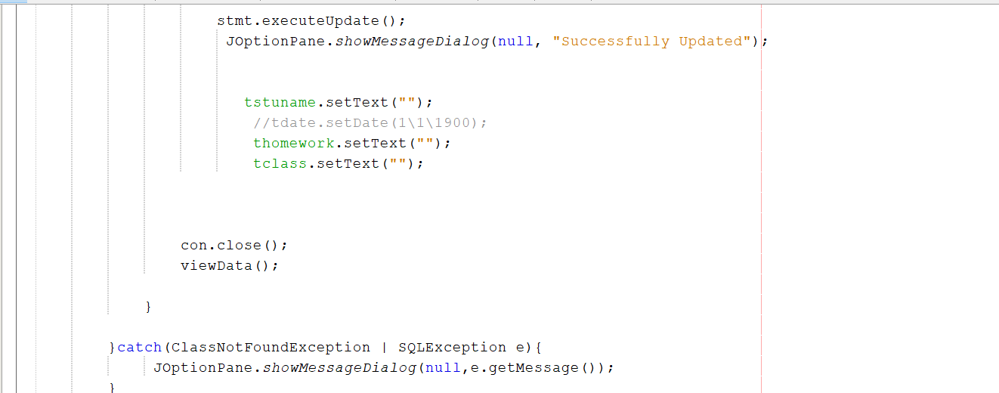 stmt.executeUpdate();
JOptionPane.showMessageDialog(null, "Successfully Updated");
tstuname.setText("");
//tdate.setDate(1\1\1900);
thomework.setText("");
tclass.setText("");
con.close();
viewData();
}
}catch(ClassNotFoundException | SQLException e){
JOptionPane.showMessageDialog(null,e.getMessage());
}